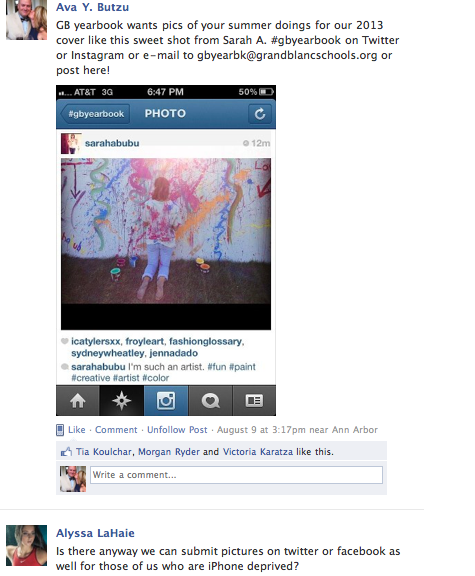 Ava Y. Butzu
GB yearbook wants pics of your summer doings for our 2013
cover like this sweet shot from Sarah A. #gbyearbook on Twitter
or Instagram or e-mail to gbyearbk@grandblancschools.org or
post here!
AT&T 3G 6:47 PM 50%
#gbyearbook PHOTO
sarahabubu 12m
icatylersxx, froyleart, fashionglossary,
sydneywheatley, jennadado
sarahabubu I'm such an artist. #fun #paint
#creative #artist #color
Like · Comment · Unfollow Post · August 9 at 3:17pm near Ann Arbor
Tia Koulchar, Morgan Ryder and Victoria Karatza like this.
Write a comment...
Alyssa LaHaie
Is there anyway we can submit pictures on twitter or facebook as
well for those of us who are iPhone deprived?